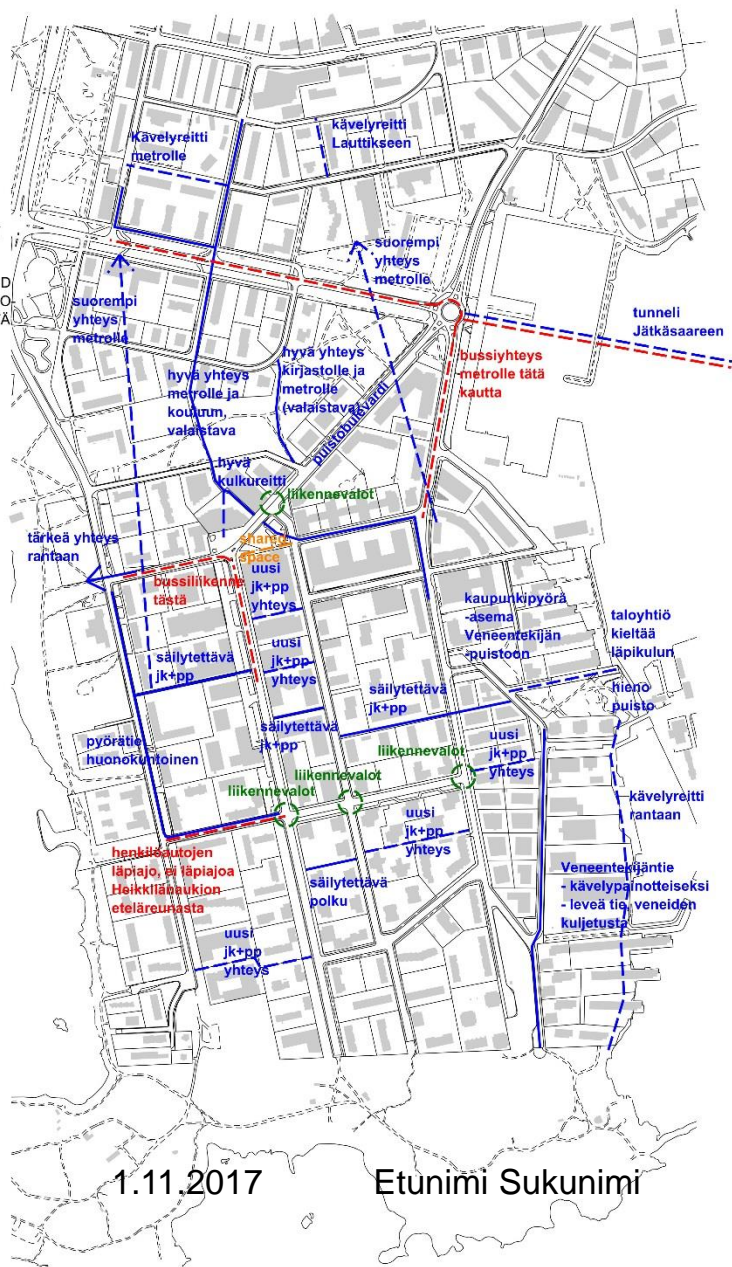 Kävelyreitti
metrolle
kävelyreitti
Lauttikseen
D
O-
Ä
suorempi
yhteys
metrolle
suorempi
yhteys
metrolle
tunneli
Jätkäsaareen
bussiyhteys
metrolle tätä
kautta
hyvä yhteys
metrolle ja
kouluun,
valaistava
hyvä yhteys
kirjastolle ja
metrolle
(valaistava)
puistobulevardi
hyvä
kulkureitti
liikennevalot
shared
space
tärkeä yhteys
rantaan
bussiliikenne
tästä
uusi
jk+pp
yhteys
kaupunkipyörä
-asema
Veneentekijän
-puistoon
taloyhtiö
kieltää
läpikulun
säilytettävä
jk+pp
uusi
jk+pp
yhteys
säilytettävä
jk+pp
hieno
puisto
säilytettävä
jk+pp
pyörätie
huonokuntoinen
uusi
jk+pp
yhteys
liikennevalot
liikennevalot
liikennevalot
kävelyreitti
rantaan
uusi
jk+pp
yhteys
henkilöautojen
läpiajo, ei läpiajoa
Heikkilänaukion
eteläreunasta
säilytettävä
polku
Veneentekijäntie
- kävelypainotteiseksi
- leveä tie, veneiden
kuljetusta
uusi
jk+pp
yhteys
1.11.2017
Etunimi Sukunimi